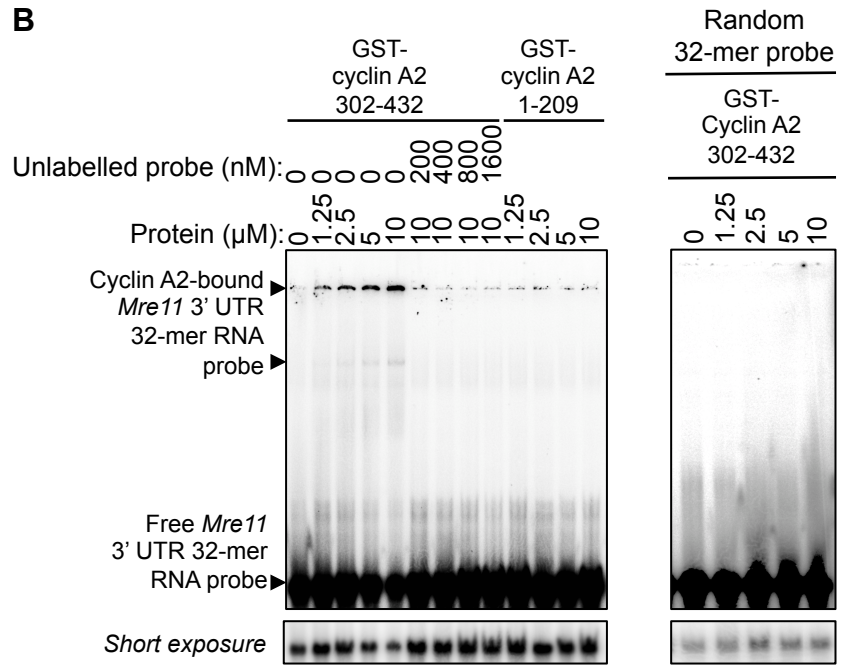 B
GST-
cyclin A2
302-432
GST-
cyclin A2
1-209
Random
32-mer probe
GST-
Cyclin A2
302-432
Unlabelled probe (nM): 0 0 0 0 0 200 400 800 1600
Protein (µM): 0 1.25 2.5 5 10 10 10 10 10 1.25 2.5 5 10
0 1.25 2.5 5 10
Cyclin A2-bound
Mre11 3' UTR
32-mer RNA
probe
Free Mre11
3' UTR 32-mer
RNA probe
Short exposure